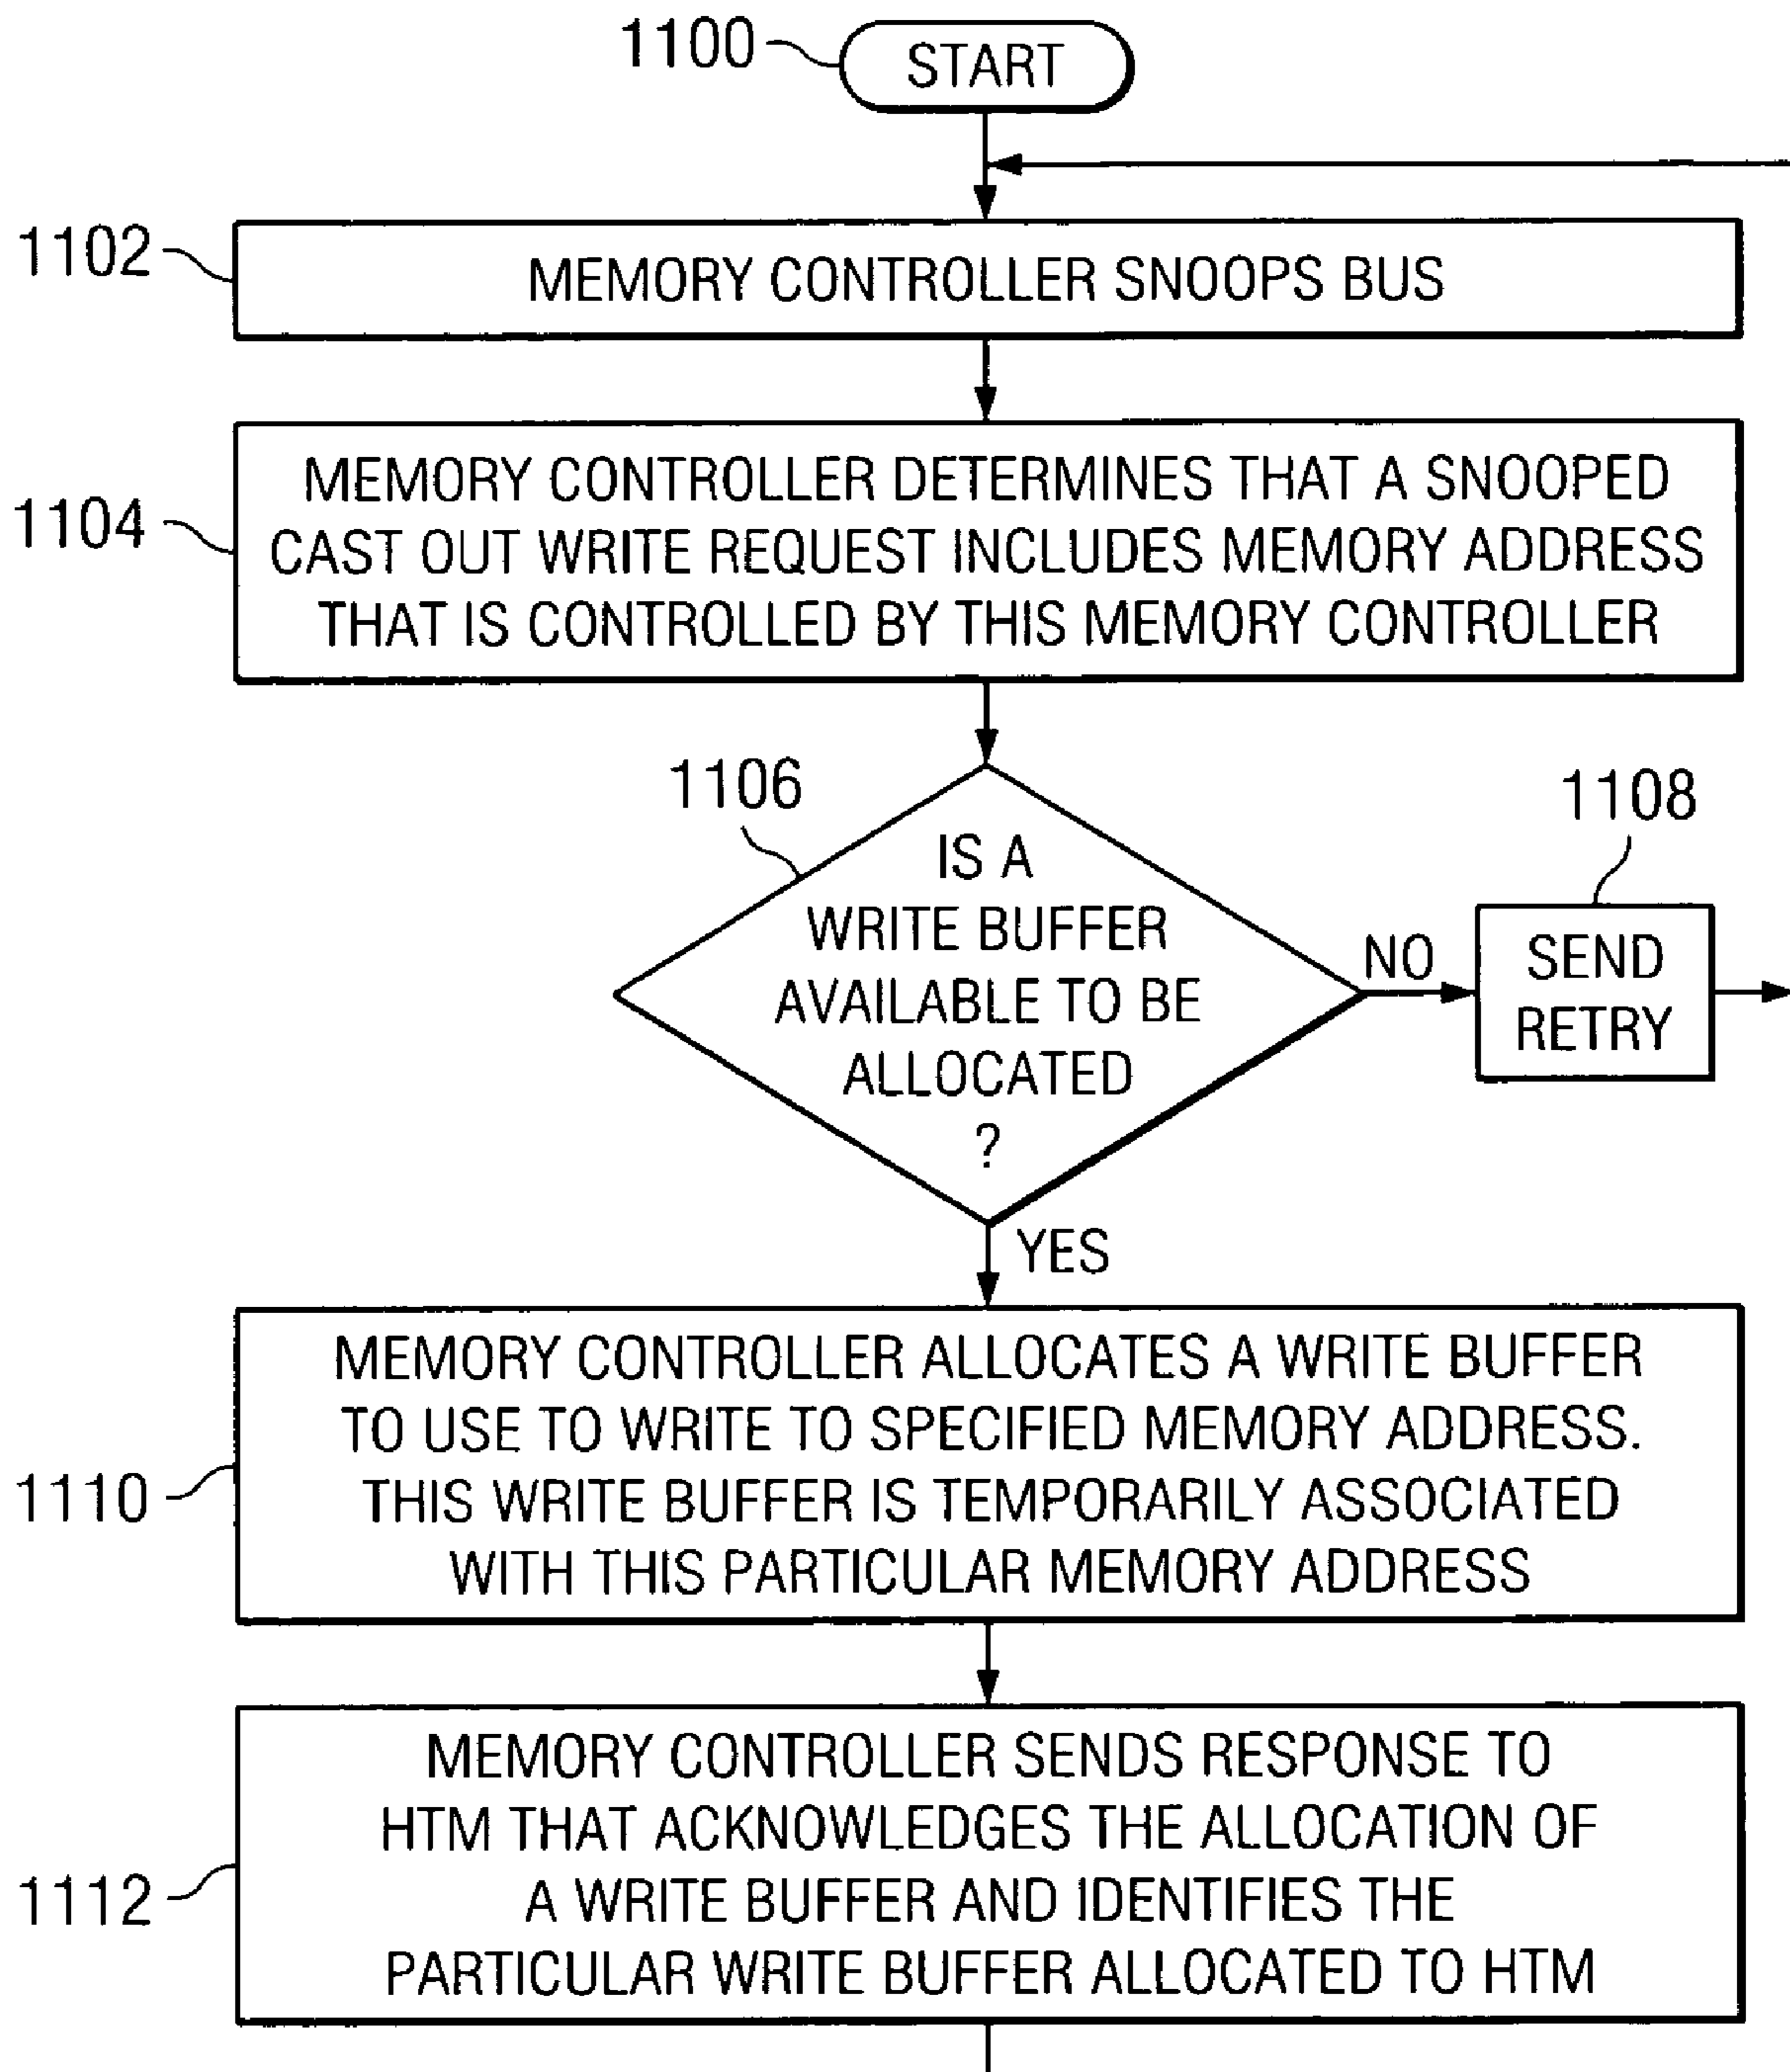 1100
START
1102
MEMORY CONTROLLER SNOOPS BUS
1104
MEMORY CONTROLLER DETERMINES THAT A SNOOPED
CAST OUT WRITE REQUEST INCLUDES MEMORY ADDRESS
THAT IS CONTROLLED BY THIS MEMORY CONTROLLER
1106
IS A
WRITE BUFFER
AVAILABLE TO BE
ALLOCATED
?
NO
1108
SEND
RETRY
YES
1110
MEMORY CONTROLLER ALLOCATES A WRITE BUFFER
TO USE TO WRITE TO SPECIFIED MEMORY ADDRESS.
THIS WRITE BUFFER IS TEMPORARILY ASSOCIATED
WITH THIS PARTICULAR MEMORY ADDRESS
1112
MEMORY CONTROLLER SENDS RESPONSE TO
HTM THAT ACKNOWLEDGES THE ALLOCATION OF
A WRITE BUFFER AND IDENTIFIES THE
PARTICULAR WRITE BUFFER ALLOCATED TO HTM